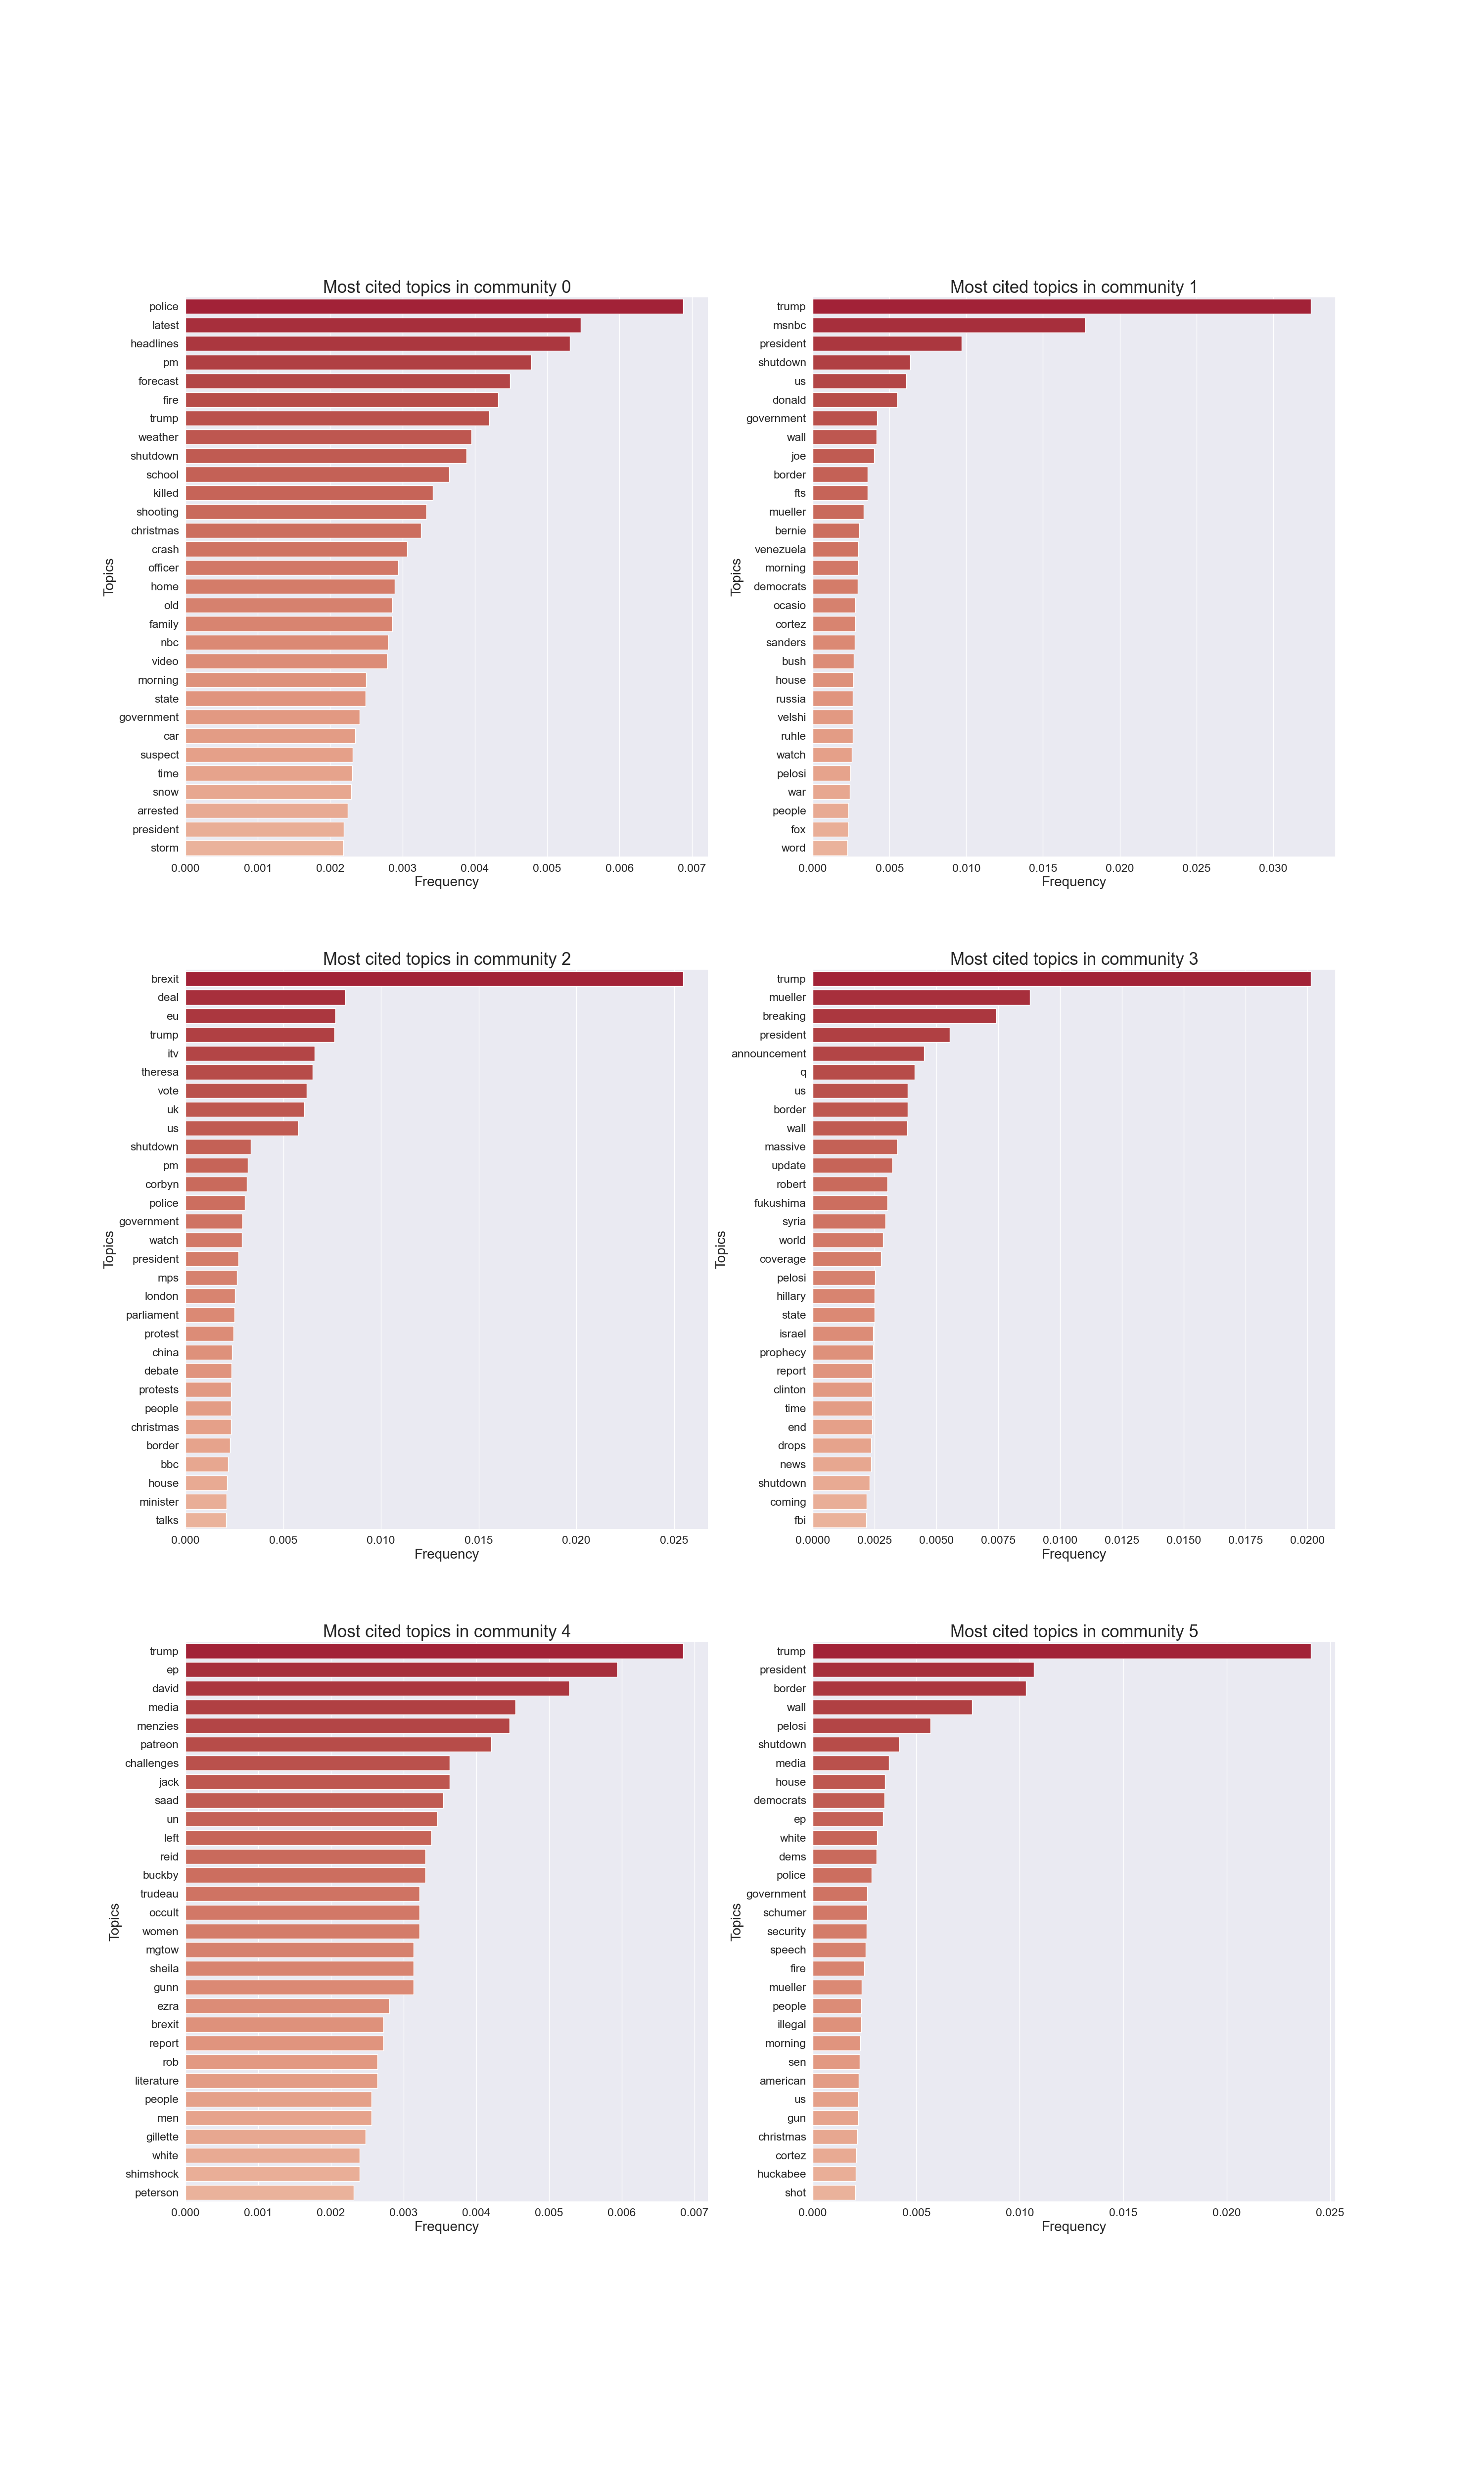 Most cited topics in community 0
police
latest
headlines
pm
forecast
fire
trump
weather
shutdown
school
killed
shooting
christmas
crash
officer
home
old
family
nbc
video
morning
state
government
car
suspect
time
snow
arrested
president
storm
Topics
0.000 0.001 0.002 0.003 0.004 0.005 0.006 0.007
Frequency
Most cited topics in community 1
trump
msnbc
president
shutdown
us
donald
government
wall
joe
border
fts
mueller
bernie
venezuela
morning
democrats
ocasio
cortez
sanders
bush
house
russia
velshi
ruhle
watch
pelosi
war
people
fox
word
Topics
0.000 0.005 0.010 0.015 0.020 0.025 0.030
Frequency
Most cited topics in community 2
brexit
deal
eu
trump
itv
theresa
vote
uk
us
shutdown
pm
corbyn
police
government
watch
president
mps
london
parliament
protest
china
debate
protests
people
christmas
border
bbc
house
minister
talks
Topics
0.000 0.005 0.010 0.015 0.020 0.025
Frequency
Most cited topics in community 3
trump
mueller
breaking
president
announcement
q
us
border
wall
massive
update
robert
fukushima
syria
world
coverage
pelosi
hillary
state
israel
prophecy
report
clinton
time
end
drops
news
shutdown
coming
fbi
Topics
0.0000 0.0025 0.0050 0.0075 0.0100 0.0125 0.0150 0.0175 0.0200
Frequency
Most cited topics in community 4
trump
ep
david
media
menzies
patreon
challenges
jack
saad
un
left
reid
buckby
trudeau
occult
women
mgtow
sheila
gunn
ezra
brexit
report
rob
literature
people
men
gillette
white
shimshock
peterson
Topics
0.000 0.001 0.002 0.003 0.004 0.005 0.006 0.007
Frequency
Most cited topics in community 5
trump
president
border
wall
pelosi
shutdown
media
house
democrats
ep
white
dems
police
government
schumer
security
speech
fire
mueller
people
illegal
morning
sen
american
us
gun
christmas
cortez
huckabee
shot
Topics
0.000 0.005 0.010 0.015 0.020 0.025
Frequency